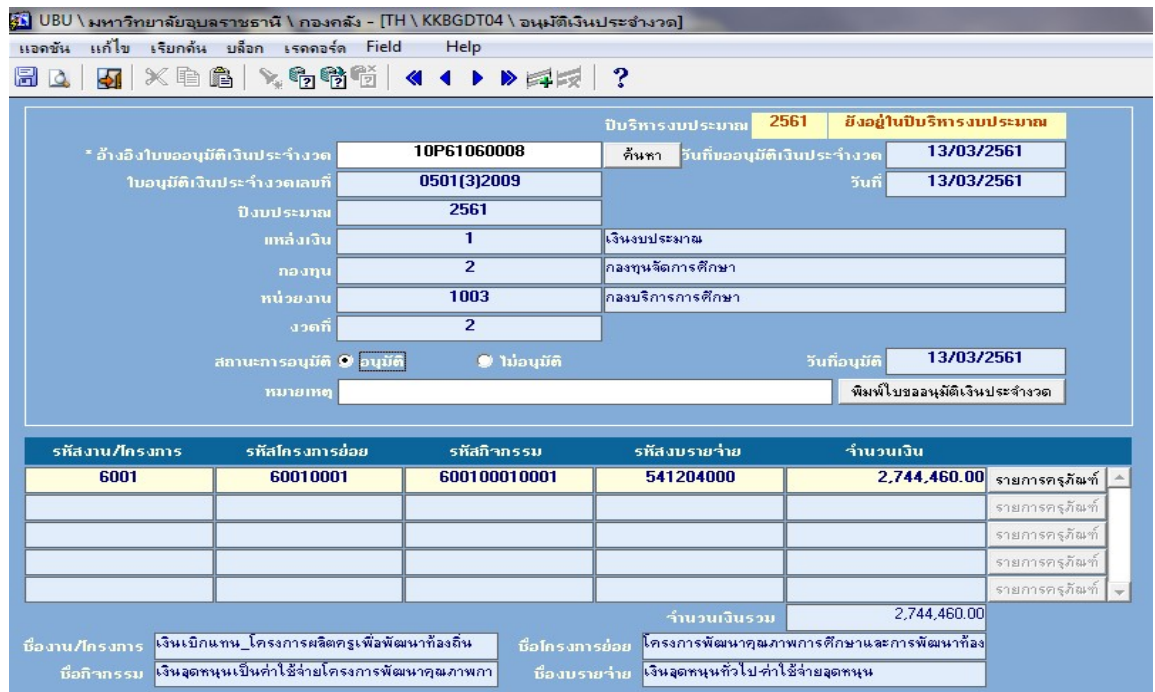 UBU \ มหาวิทยาลัยอุบลราชธานี \ กองคลัง - [TH \ KKBGDT04 \ อนุมัติเงินประจำงวด]
แอคชัน แก้ไข เรียกค้น บล็อก เรคคอร์ด Field Help
ปีบริหารงบประมาณ 2561 ยังอยู่ในปีบริหารงบประมาณ
* อ้างอิงใบขออนุมัติเงินประจำงวด 10P61060008 ค้นหา วันที่ขออนุมัติเงินประจำงวด 13/03/2561
ใบอนุมัติเงินประจำงวดเลขที่ 0501(3)2009 วันที่ 13/03/2561
ปีงบประมาณ 2561
แหล่งเงิน 1 เงินงบประมาณ
กองทุน 2 กองทุนจัดการศึกษา
หน่วยงาน 1003 กองบริการการศึกษา
งวดที่ 2
สถานะการอนุมัติ อนุมัติ ไม่อนุมัติ วันที่อนุมัติ 13/03/2561
หมายเหตุ พิมพ์ใบขออนุมัติเงินประจำงวด
รหัสงาน/โครงการ รหัสโครงการย่อย รหัสกิจกรรม รหัสงบรายจ่าย จำนวนเงิน
6001 60010001 600100010001 541204000 2,744,460.00 รายการครุภัณฑ์
รายการครุภัณฑ์
รายการครุภัณฑ์
รายการครุภัณฑ์
รายการครุภัณฑ์
จำนวนเงินรวม 2,744,460.00
ชื่องาน/โครงการ เงินเบิกแทน_โครงการผลิตครูเพื่อพัฒนาท้องถิ่น ชื่อโครงการย่อย โครงการพัฒนาคุณภาพการศึกษาและการพัฒนาท้อง
ชื่อกิจกรรม เงินอุดหนุนเป็นค่าใช้จ่ายโครงการพัฒนาคุณภาพกา ชื่องบรายจ่าย เงินอุดหนุนทั่วไป-ค่าใช้จ่ายอุดหนุน